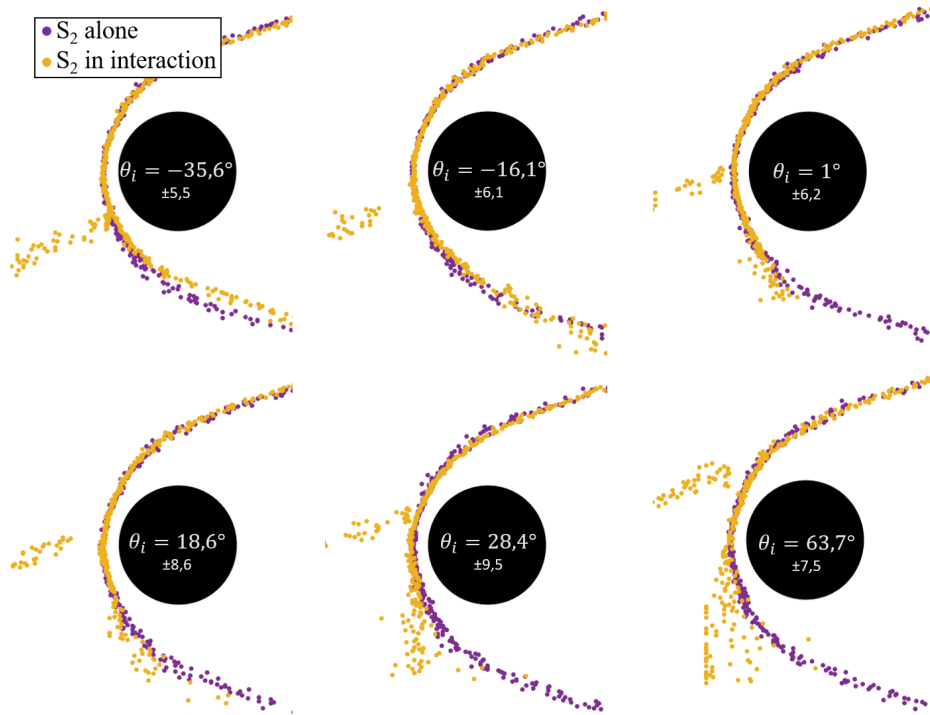 S₂ alone
S₂ in interaction
θᵢ = −35,6°
±5,5
θᵢ = −16,1°
±6,1
θᵢ = 1°
±6,2
θᵢ = 18,6°
±8,6
θᵢ = 28,4°
±9,5
θᵢ = 63,7°
±7,5